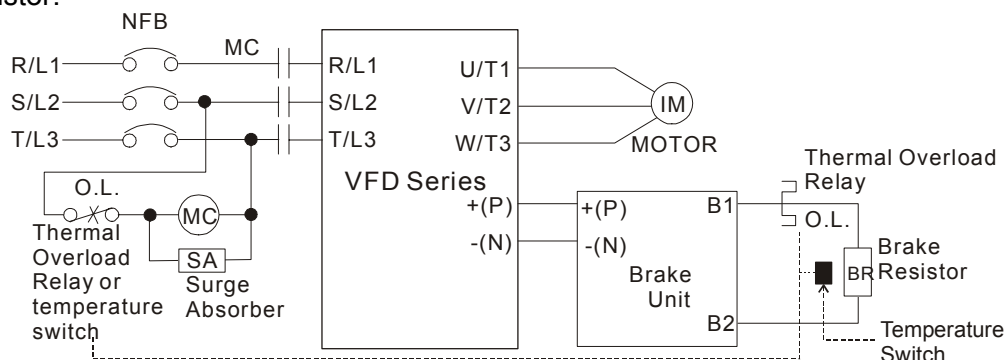 NFB
R/L1
MC
R/L1
U/T1
S/L2
S/L2
V/T2
IM
T/L3
T/L3
W/T3
MOTOR
VFD Series
O.L.
MC
SA
Thermal
Overload
Relay or
temperature
switch
Surge
Absorber
+(P)
-(N)
+(P)
-(N)
B1
Brake
Unit
B2
Thermal Overload
Relay
O.L.
BR
Brake
Resistor
Temperature
Switch